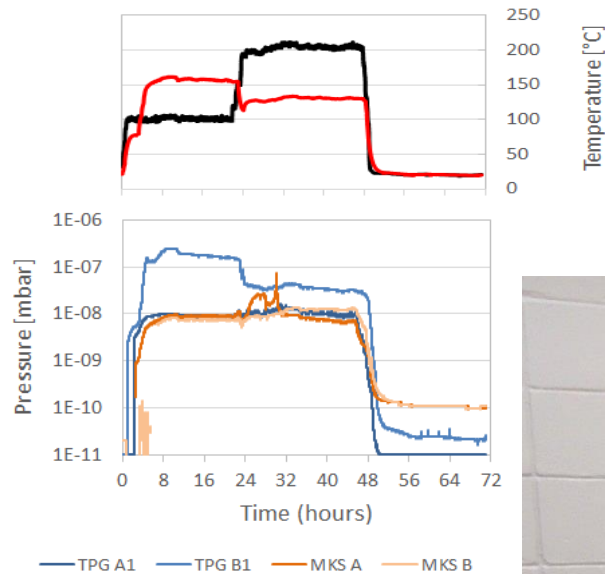 250
200
150
100
50
0
Temperature [°C]
1E-06
1E-07
1E-08
1E-09
1E-10
1E-11
Pressure [mbar]
0 8 16 24 32 40 48 56 64 72
Time (hours)
TPG A1 TPG B1 MKS A MKS B